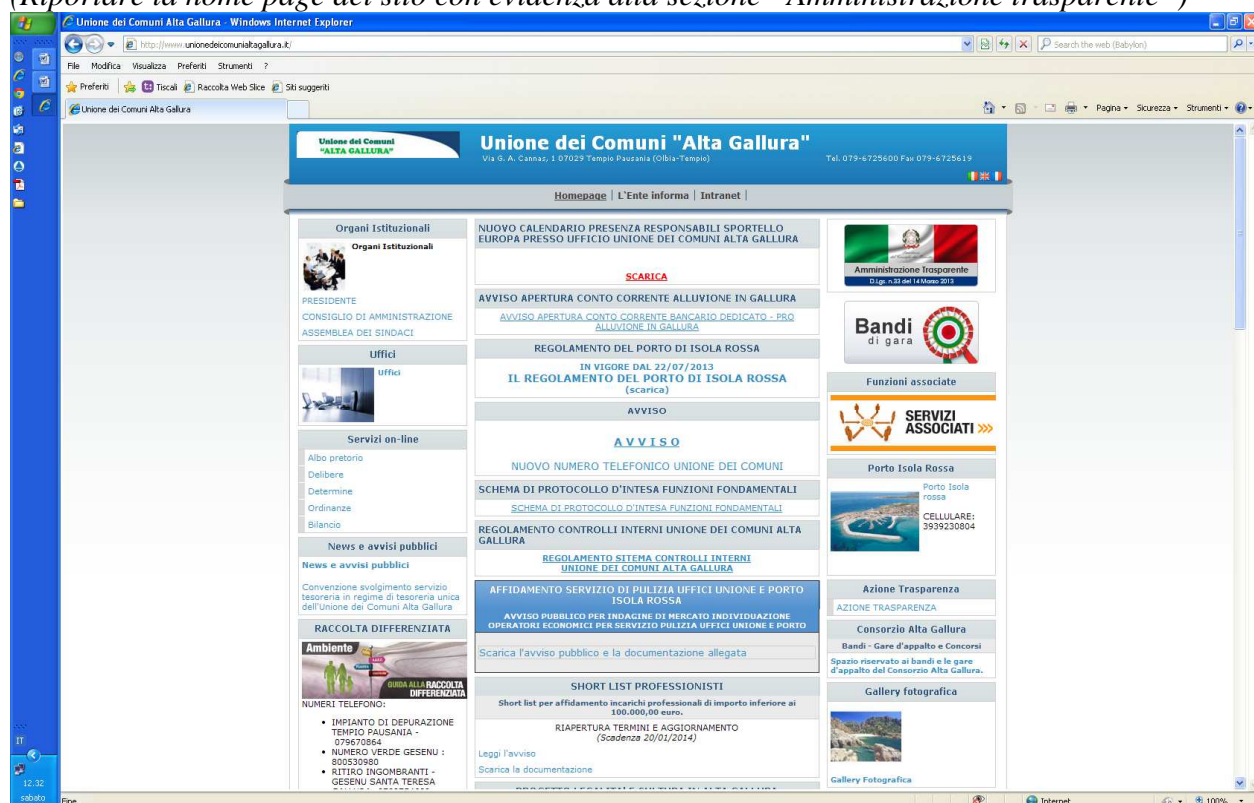 (Riportare la home page del sito con evidenza alla sezione "Amministrazione trasparente")
Unione dei Comuni Alta Gallura - Windows Internet Explorer
http://www.unionedeicomunialtagallura.it/
Search the web (Babylon)
File Modifica Visualizza Preferiti Strumenti ?
Preferiti Tiscali Raccolta Web Slice Siti suggeriti
Unione dei Comuni Alta Gallura
Pagina Sicurezza Strumenti
Unione dei Comuni
"ALTA GALLURA"
Unione dei Comuni "Alta Gallura"
Via G. A. Cannas, 1 07029 Tempio Pausania (Olbia-Tempio)
Tel. 079-6725600 Fax 079-6725619
Homepage | L`Ente informa | Intranet |
Organi Istituzionali
Organi Istituzionali
PRESIDENTE
CONSIGLIO DI AMMINISTRAZIONE
ASSEMBLEA DEI SINDACI
Uffici
Uffici
Servizi on-line
Albo pretorio
Delibere
Determine
Ordinanze
Bilancio
News e avvisi pubblici
News e avvisi pubblici
Convenzione svolgimento servizio
tesoreria in regime di tesoreria unica
dell'Unione dei Comuni Alta Gallura
RACCOLTA DIFFERENZIATA
Ambiente
GUIDA ALLA RACCOLTA
DIFFERENZIATA
NUMERI TELEFONO:
• IMPIANTO DI DEPURAZIONE
TEMPIO PAUSANIA -
079670864
• NUMERO VERDE GESENU :
800530980
• RITIRO INGOMBRANTI -
GESENU SANTA TERESA
NUOVO CALENDARIO PRESENZA RESPONSABILI SPORTELLO
EUROPA PRESSO UFFICIO UNIONE DEI COMUNI ALTA GALLURA
SCARICA
AVVISO APERTURA CONTO CORRENTE ALLUVIONE IN GALLURA
AVVISO APERTURA CONTO CORRENTE BANCARIO DEDICATO - PRO
ALLUVIONE IN GALLURA
REGOLAMENTO DEL PORTO DI ISOLA ROSSA
IN VIGORE DAL 22/07/2013
IL REGOLAMENTO DEL PORTO DI ISOLA ROSSA
(scarica)
AVVISO
A V V I S O
NUOVO NUMERO TELEFONICO UNIONE DEI COMUNI
SCHEMA DI PROTOCOLLO D'INTESA FUNZIONI FONDAMENTALI
SCHEMA DI PROTOCOLLO D'INTESA FUNZIONI FONDAMENTALI
REGOLAMENTO CONTROLLI INTERNI UNIONE DEI COMUNI ALTA
GALLURA
REGOLAMENTO SITEMA CONTROLLI INTERNI
UNIONE DEI COMUNI ALTA GALLURA
AFFIDAMENTO SERVIZIO DI PULIZIA UFFICI UNIONE E PORTO
ISOLA ROSSA
AVVISO PUBBLICO PER INDAGINE DI MERCATO INDIVIDUAZIONE
OPERATORI ECONOMICI PER SERVIZIO PULIZIA UFFICI UNIONE E PORTO
Scarica l'avviso pubblico e la documentazione allegata
SHORT LIST PROFESSIONISTI
Short list per affidamento incarichi professionali di importo inferiore ai
100.000,00 euro.
RIAPERTURA TERMINI E AGGIORNAMENTO
(Scadenza 20/01/2014)
Leggi l'avviso
Scarica la documentazione
Amministrazione Trasparente
D.Lgs. n.33 del 14 Marzo 2013
Bandi
di gara
Funzioni associate
SERVIZI
ASSOCIATI >>>
Porto Isola Rossa
Porto Isola
rossa
CELLULARE:
3939230804
Azione Trasparenza
AZIONE TRASPARENZA
Consorzio Alta Gallura
Bandi - Gare d'appalto e Concorsi
Spazio riservato ai bandi e le gare
d'appalto del Consorzio Alta Gallura.
Gallery fotografica
Gallery Fotografica
IT
12.32
sabato
Fine
Internet
100%